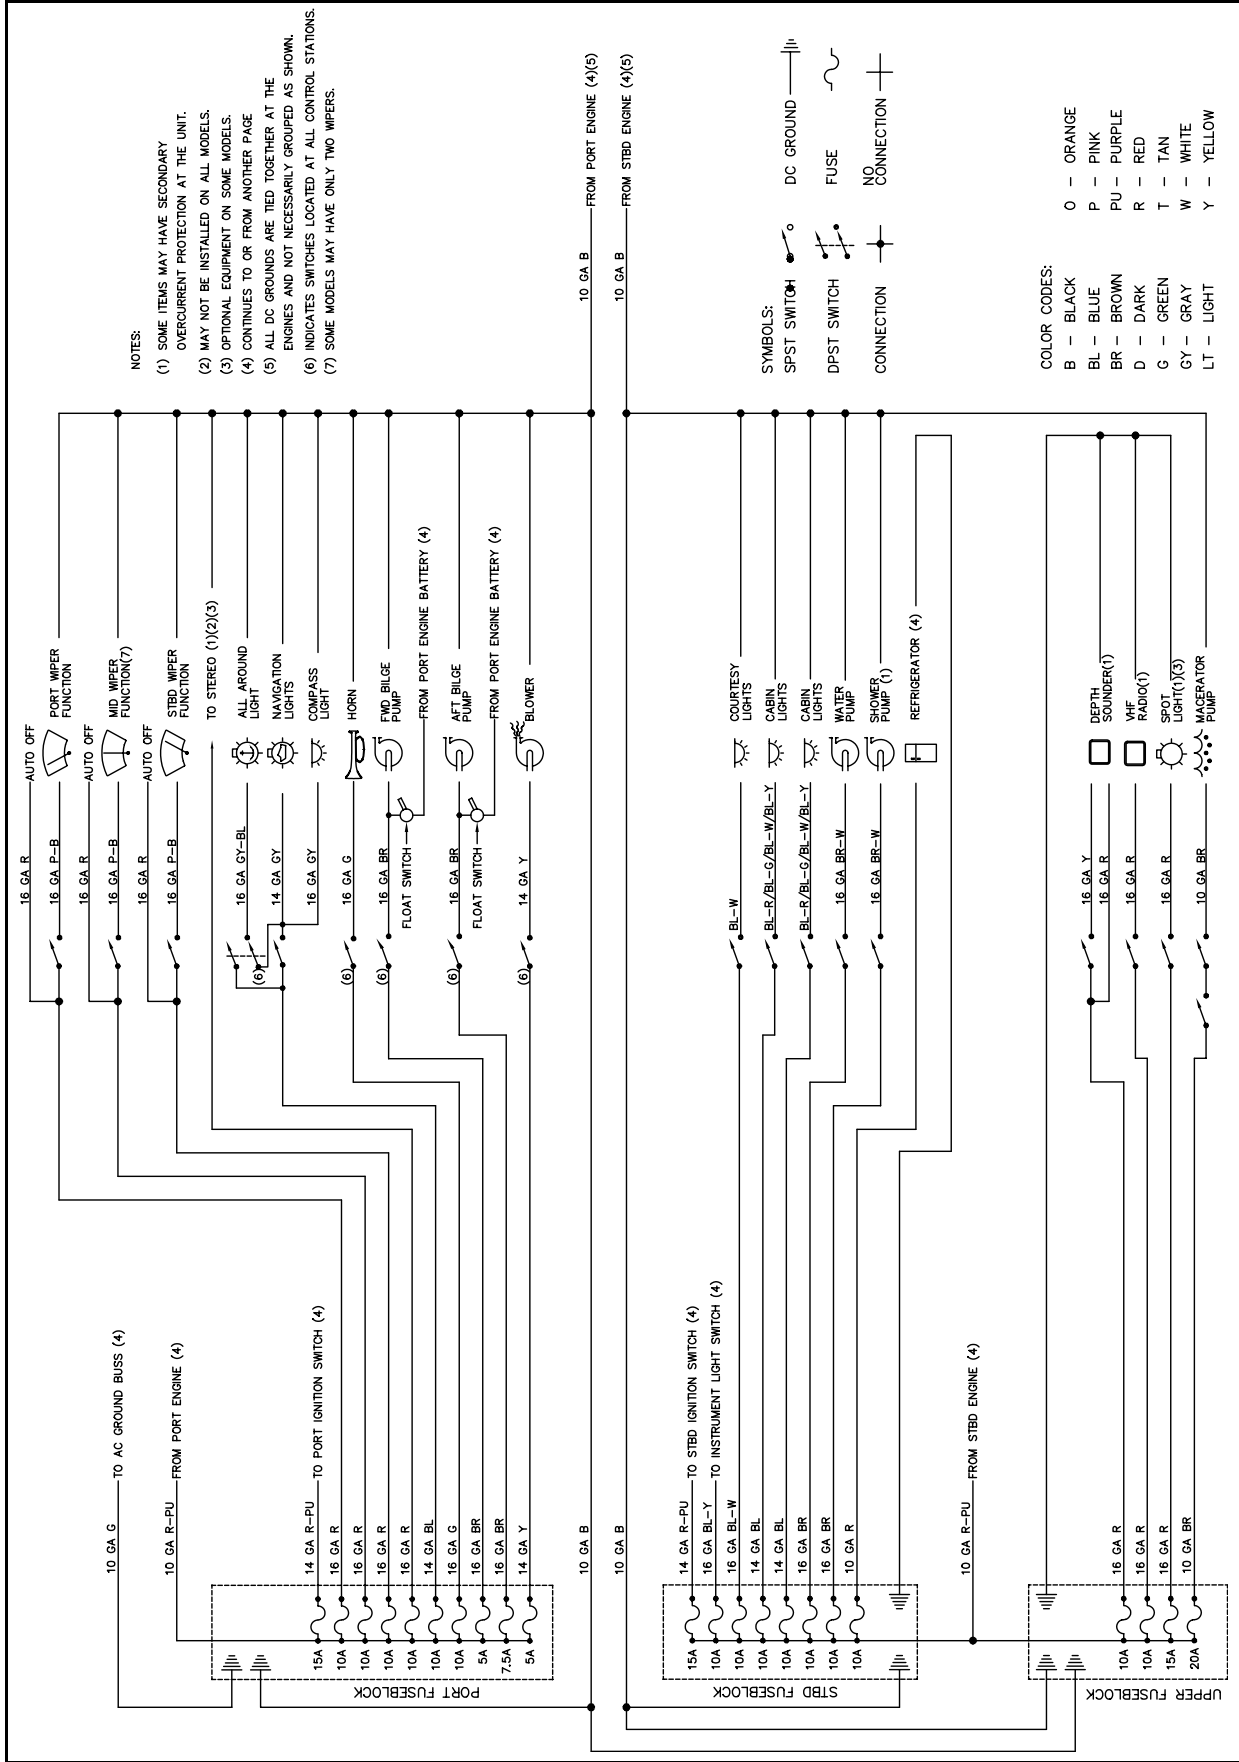 NOTES:
(1) SOME ITEMS MAY HAVE SECONDARY
OVERCURRENT PROTECTION AT THE UNIT.
(2) MAY NOT BE INSTALLED ON ALL MODELS.
(3) OPTIONAL EQUIPMENT ON SOME MODELS.
(4) CONTINUES TO OR FROM ANOTHER PAGE
(5) ALL DC GROUNDS ARE TIED TOGETHER AT THE
ENGINES AND NOT NECESSARILY GROUPED AS SHOWN.
(6) INDICATES SWITCHES LOCATED AT ALL CONTROL STATIONS.
(7) SOME MODELS MAY HAVE ONLY TWO WIPERS.
10 GA B
FROM PORT ENGINE (4)(5)
10 GA B
FROM STBD ENGINE (4)(5)
SYMBOLS:
SPST SWITCH
DC GROUND
DPST SWITCH
FUSE
CONNECTION
NO
CONNECTION
COLOR CODES:
B - BLACK
O - ORANGE
BL - BLUE
P - PINK
BR - BROWN
PU - PURPLE
D - DARK
R - RED
G - GREEN
T - TAN
GY - GRAY
W - WHITE
LT - LIGHT
Y - YELLOW
16 GA R
AUTO OFF
16 GA P-B
PORT WIPER
FUNCTION
16 GA R
AUTO OFF
16 GA P-B
MID WIPER
FUNCTION(7)
16 GA R
AUTO OFF
16 GA P-B
STBD WIPER
FUNCTION
TO STEREO (1)(2)(3)
16 GA GY-BL
ALL AROUND
LIGHT
(6)
14 GA GY
NAVIGATION
LIGHTS
16 GA GY
COMPASS
LIGHT
(6)
16 GA G
HORN
(6)
16 GA BR
FWD BILGE
PUMP
FLOAT SWITCH
FROM PORT ENGINE BATTERY (4)
(6)
16 GA BR
AFT BILGE
PUMP
FLOAT SWITCH
FROM PORT ENGINE BATTERY (4)
(6)
14 GA Y
BLOWER
BL-W
COURTESY
LIGHTS
BL-R/BL-G/BL-W/BL-Y
CABIN
LIGHTS
BL-R/BL-G/BL-W/BL-Y
CABIN
LIGHTS
16 GA BR-W
WATER
PUMP
16 GA BR-W
SHOWER
PUMP (1)
REFRIGERATOR (4)
16 GA Y
16 GA R
DEPTH
SOUNDER(1)
16 GA R
VHF
RADIO(1)
16 GA R
SPOT
LIGHT(1)(3)
10 GA BR
MACERATOR
PUMP
10 GA G
TO AC GROUND BUSS (4)
10 GA R-PU
FROM PORT ENGINE (4)
15A
14 GA R-PU
TO PORT IGNITION SWITCH (4)
10A
16 GA R
10A
16 GA R
10A
16 GA R
10A
16 GA R
10A
14 GA BL
10A
16 GA G
5A
16 GA BR
7.5A
16 GA BR
5A
14 GA Y
PORT FUSEBLOCK
10 GA B
10 GA B
15A
14 GA R-PU
TO STBD IGNITION SWITCH (4)
10A
16 GA BL-Y
TO INSTRUMENT LIGHT SWITCH (4)
10A
16 GA BL-W
10A
14 GA BL
10A
14 GA BL
10A
16 GA BR
10A
16 GA BR
10A
10 GA R
STBD FUSEBLOCK
10 GA R-PU
FROM STBD ENGINE (4)
10A
16 GA R
10A
16 GA R
15A
16 GA R
20A
10 GA BR
UPPER FUSEBLOCK